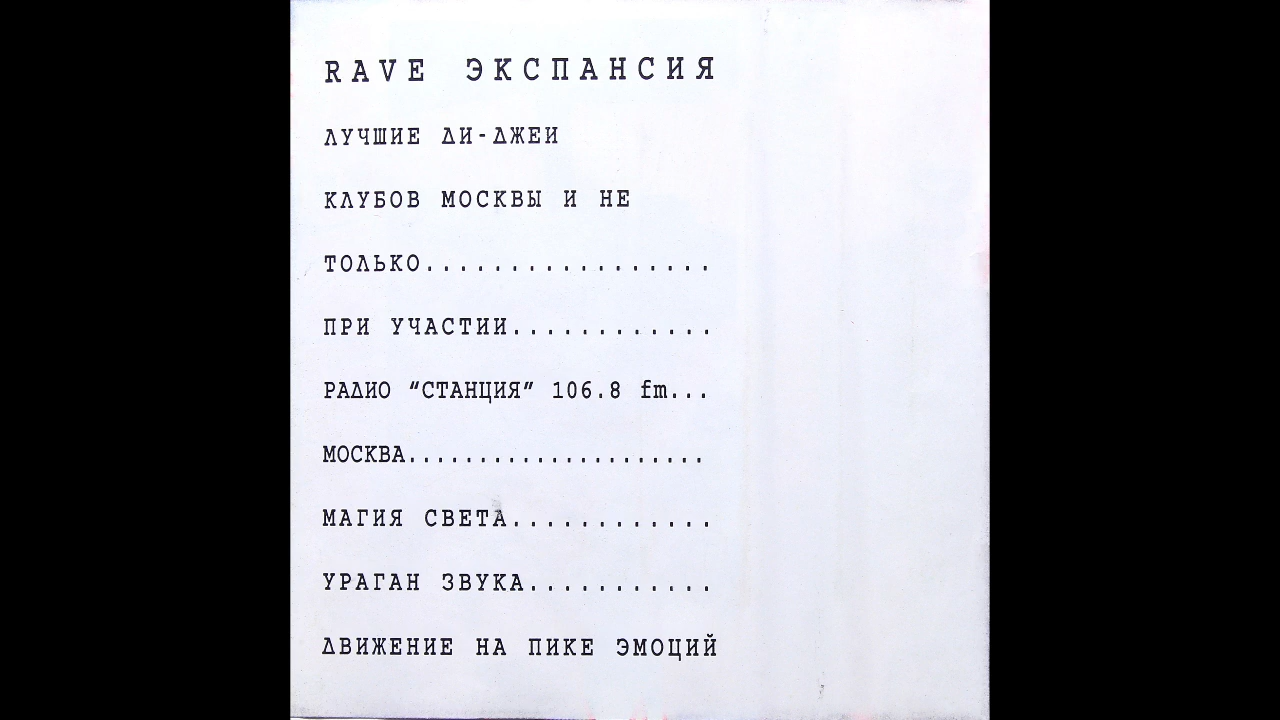 RAVE ЭКСПАНСИЯ
ЛУЧШИЕ ДИ-ДЖЕИ
КЛУБОВ МОСКВЫ И НЕ
ТОЛЬКО.................
ПРИ УЧАСТИИ............
РАДИО “СТАНЦИЯ” 106.8 fm...
МОСКВА.....................
МАГИЯ СВЕТА............
УРАГАН ЗВУКА...........
ДВИЖЕНИЕ НА ПИКЕ ЭМОЦИЙ